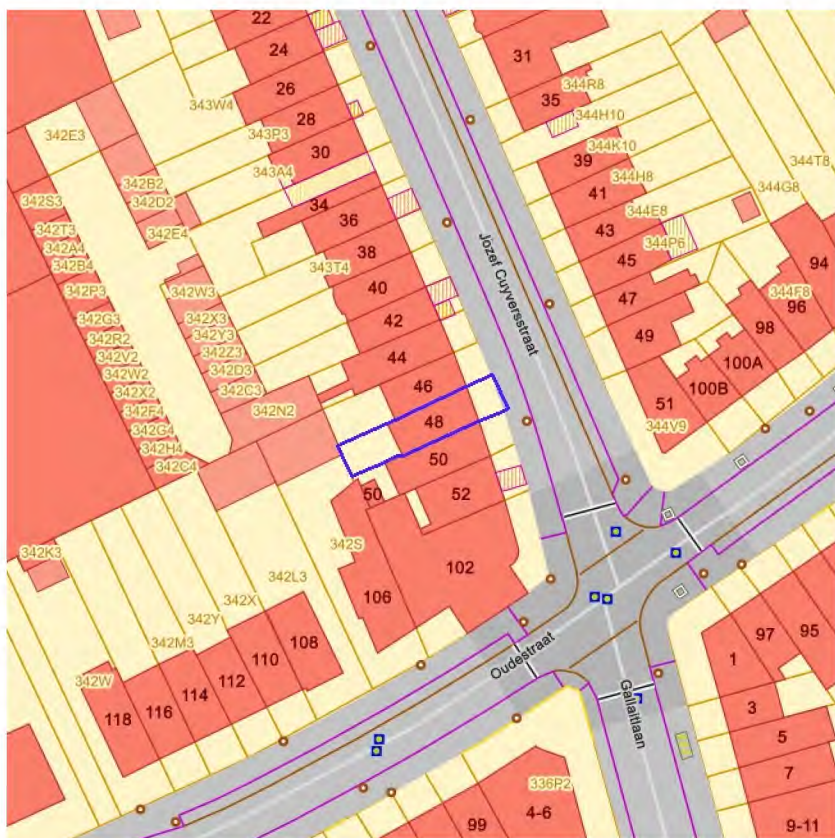 22
24
26
28
30
34
36
38
40
42
44
46
48
50
50
52
102
106
108
110
112
114
116
118
31
35
39
41
43
45
47
49
51
94
96
98
100A
100B
1
97
95
3
5
7
9-11
4-6
99
342E3
343W4
343P3
343A4
342B2
342D2
342E4
342S3
342T3
342A4
342B4
342P3
342G3
342R2
342V2
342W2
342X2
342F4
342G4
342H4
342C4
342W3
342X3
342Y3
342Z3
342D3
342C3
342N2
343T4
342S
342L3
342X
342Y
342M3
342W
342K3
344R8
344H10
344K10
344H8
344E8
344P6
344G8
344T8
344F8
344V9
336P2
Jozef Cuyversstraat
Oudestraat
Gallaitlaan